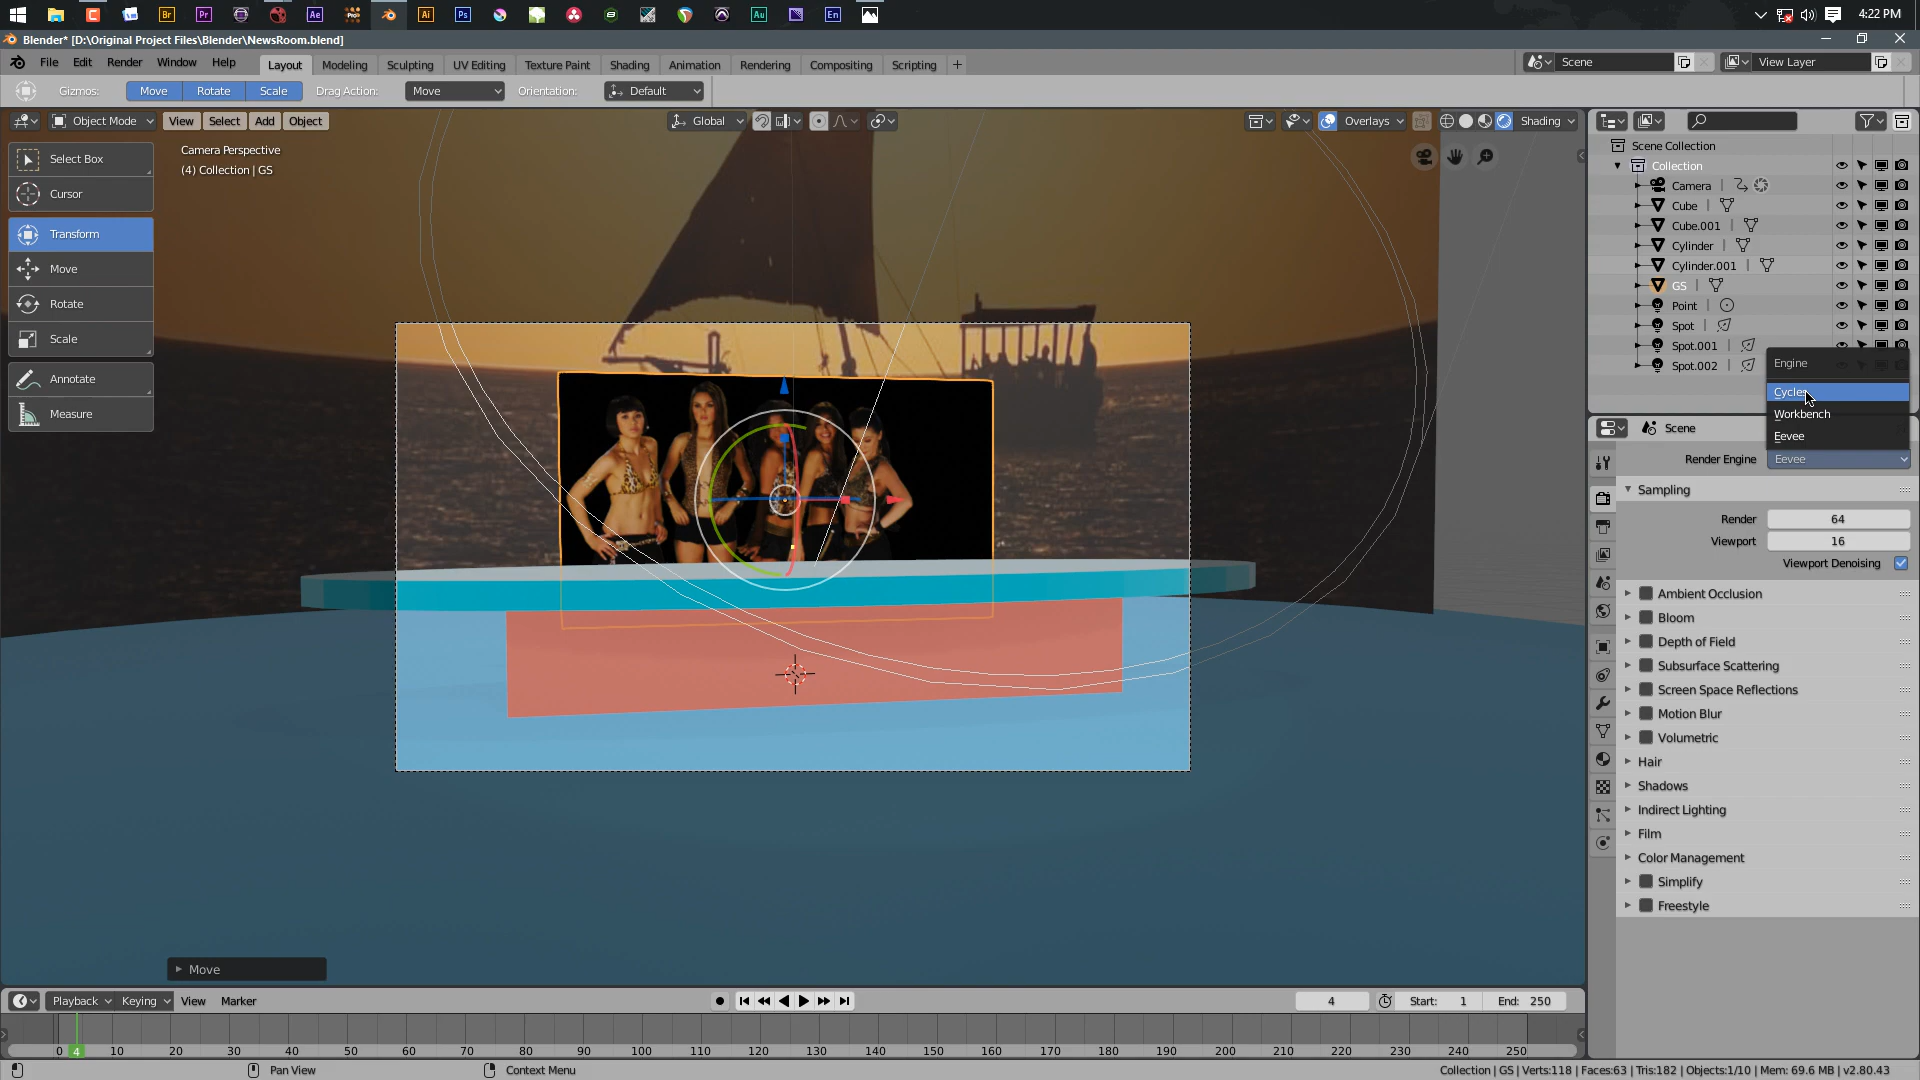 Br
Pr
Ae
Ai
Ps
Au
En
4:22 PM
Blender* [D:\Original Project Files\Blender\NewsRoom.blend]
File Edit Render Window Help Layout Modeling Sculpting UV Editing Texture Paint Shading Animation Rendering Compositing Scripting + Scene View Layer
Gizmos: Move Rotate Scale Drag Action: Move Orientation: Default
Object Mode View Select Add Object Global Overlays Shading
Camera Perspective
(4) Collection | GS
Select Box
Cursor
Transform
Move
Rotate
Scale
Annotate
Measure
Move
Scene Collection
Collection
Camera
Cube
Cube.001
Cylinder
Cylinder.001
GS
Point
Spot
Spot.001
Spot.002
Engine
Cycles
Workbench
Eevee
Scene
Render Engine Eevee
Sampling
Render 64
Viewport 16
Viewport Denoising
Ambient Occlusion
Bloom
Depth of Field
Subsurface Scattering
Screen Space Reflections
Motion Blur
Volumetric
Hair
Shadows
Indirect Lighting
Film
Color Management
Simplify
Freestyle
Playback Keying View Marker 4 Start: 1 End: 250
0 4 10 20 30 40 50 60 70 80 90 100 110 120 130 140 150 160 170 180 190 200 210 220 230 240 250
Pan View Context Menu Collection | GS | Verts:118 | Faces:63 | Tris:182 | Objects:1/10 | Mem: 69.6 MB | v2.80.43